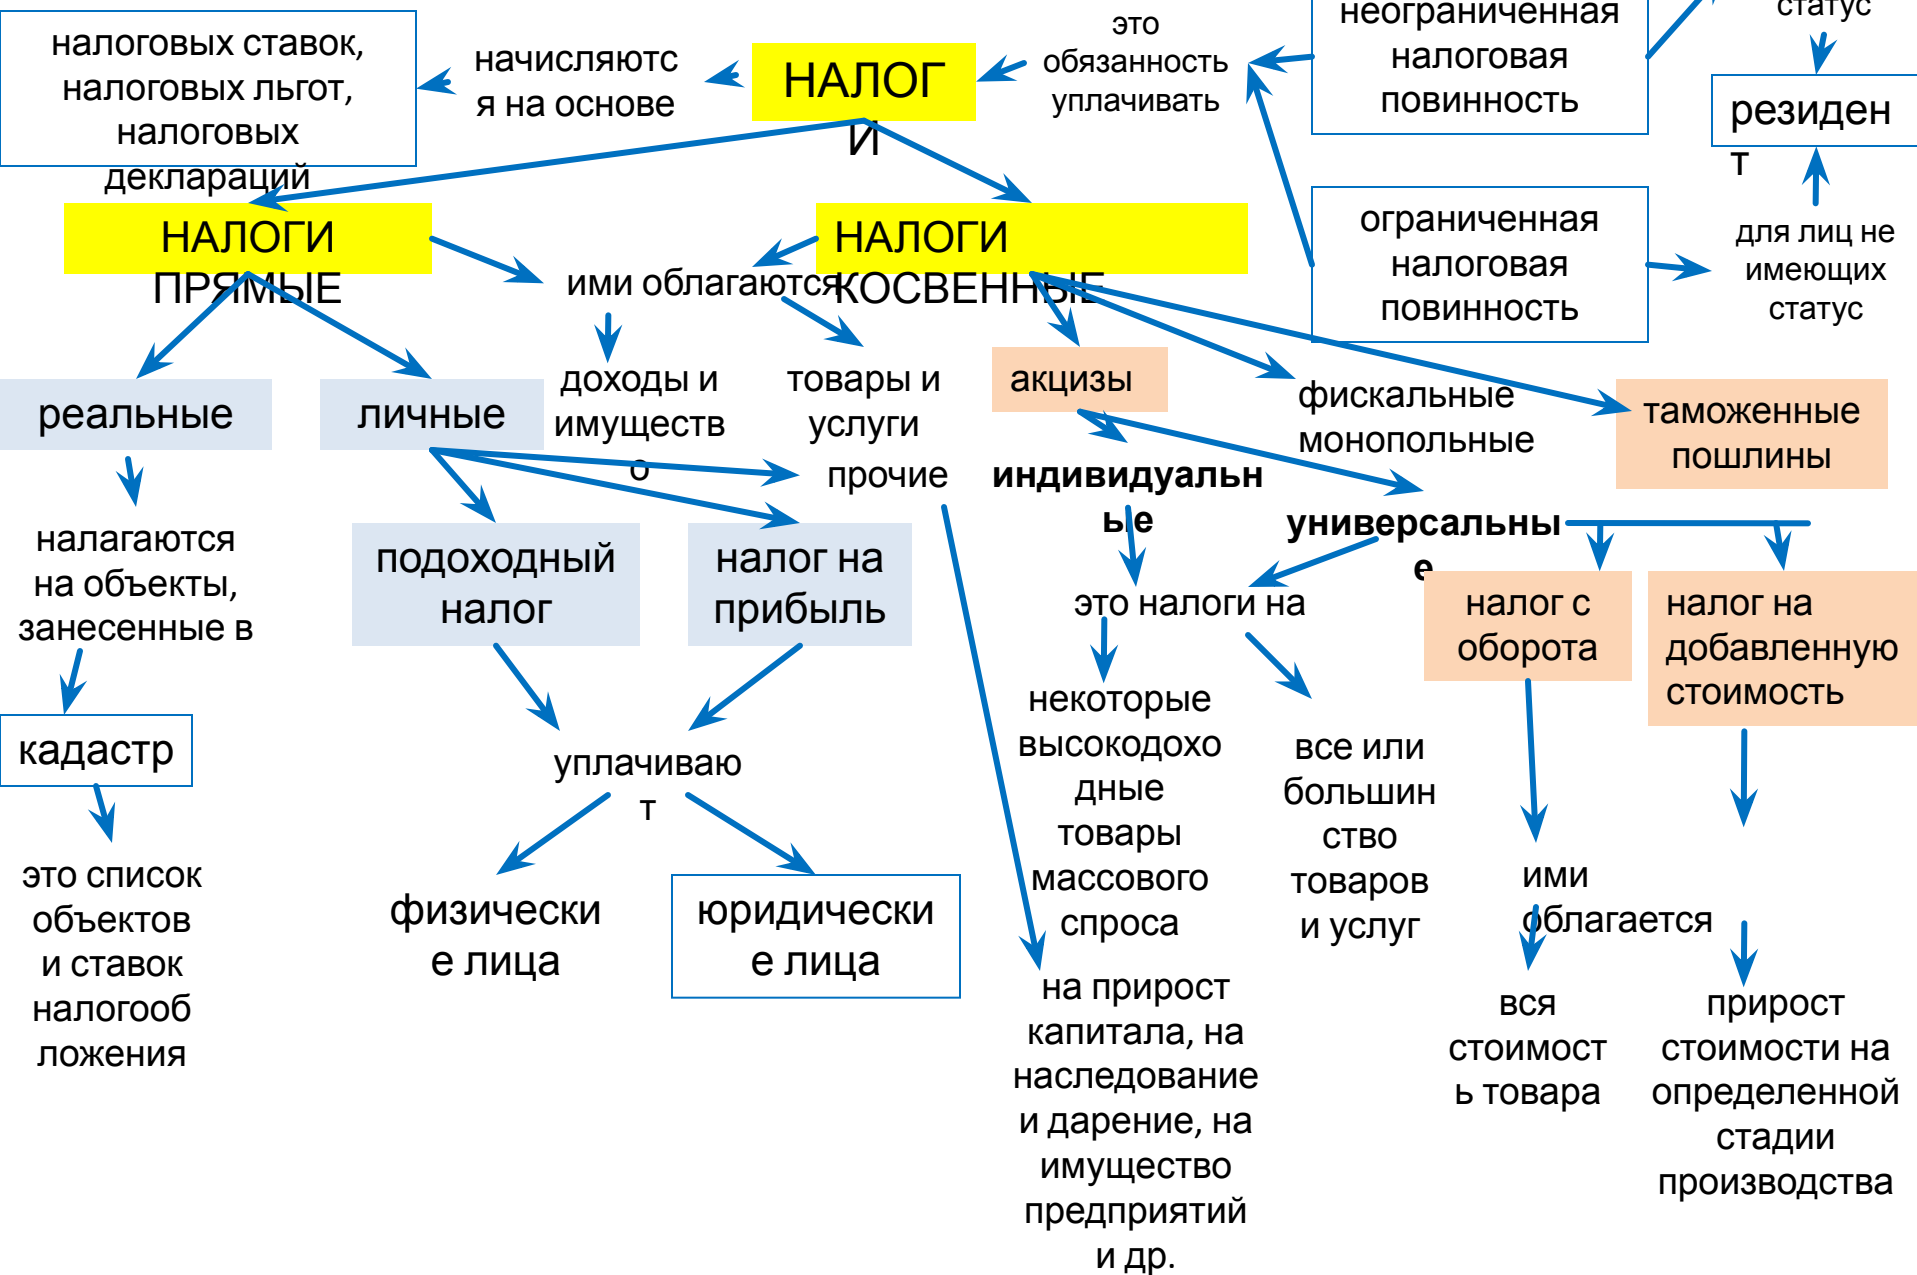 налоговых ставок,
налоговых льгот,
налоговых
деклараций
начисляютс
я на основе
НАЛОГ
И
это
обязанность
уплачивать
неограниченная
налоговая
повинность
статус
резиден
т
ограниченная
налоговая
повинность
для лиц не
имеющих
статус
НАЛОГИ
ПРЯМЫЕ
ими облагаются
НАЛОГИ
КОСВЕННЫЕ
реальные
личные
доходы и
имуществ
о
товары и
услуги
прочие
акцизы
фискальные
монопольные
таможенные
пошлины
индивидуальн
ые
универсальны
е
налагаются
на объекты,
занесенные в
подоходный
налог
налог на
прибыль
это налоги на
налог с
оборота
налог на
добавленную
стоимость
кадастр
уплачиваю
т
некоторые
высокодохо
дные
товары
массового
спроса
все или
большин
ство
товаров
и услуг
ими
облагается
это список
объектов
и ставок
налогооб
ложения
физически
е лица
юридически
е лица
на прирост
капитала, на
наследование
и дарение, на
имущество
предприятий
и др.
вся
стоимост
ь товара
прирост
стоимости на
определенной
стадии
производства